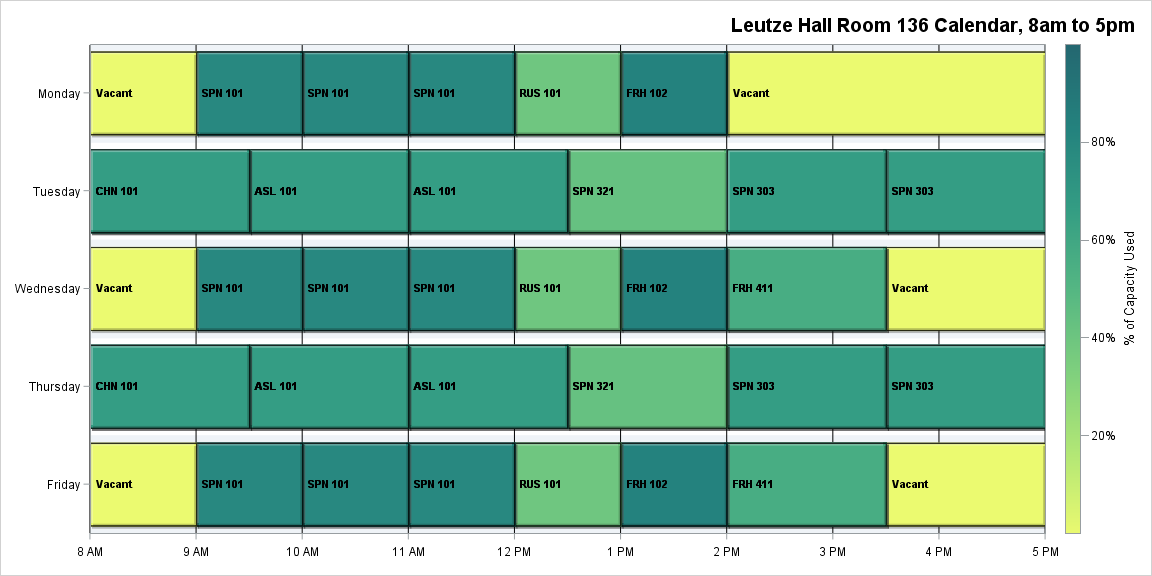 Leutze Hall Room 136 Calendar, 8am to 5pm
Monday
Vacant
SPN 101
SPN 101
SPN 101
RUS 101
FRH 102
Vacant
Tuesday
CHN 101
ASL 101
ASL 101
SPN 321
SPN 303
SPN 303
Wednesday
Vacant
SPN 101
SPN 101
SPN 101
RUS 101
FRH 102
FRH 411
Vacant
Thursday
CHN 101
ASL 101
ASL 101
SPN 321
SPN 303
SPN 303
Friday
Vacant
SPN 101
SPN 101
SPN 101
RUS 101
FRH 102
FRH 411
Vacant
8 AM
9 AM
10 AM
11 AM
12 PM
1 PM
2 PM
3 PM
4 PM
5 PM
80%
60%
40%
20%
% of Capacity Used